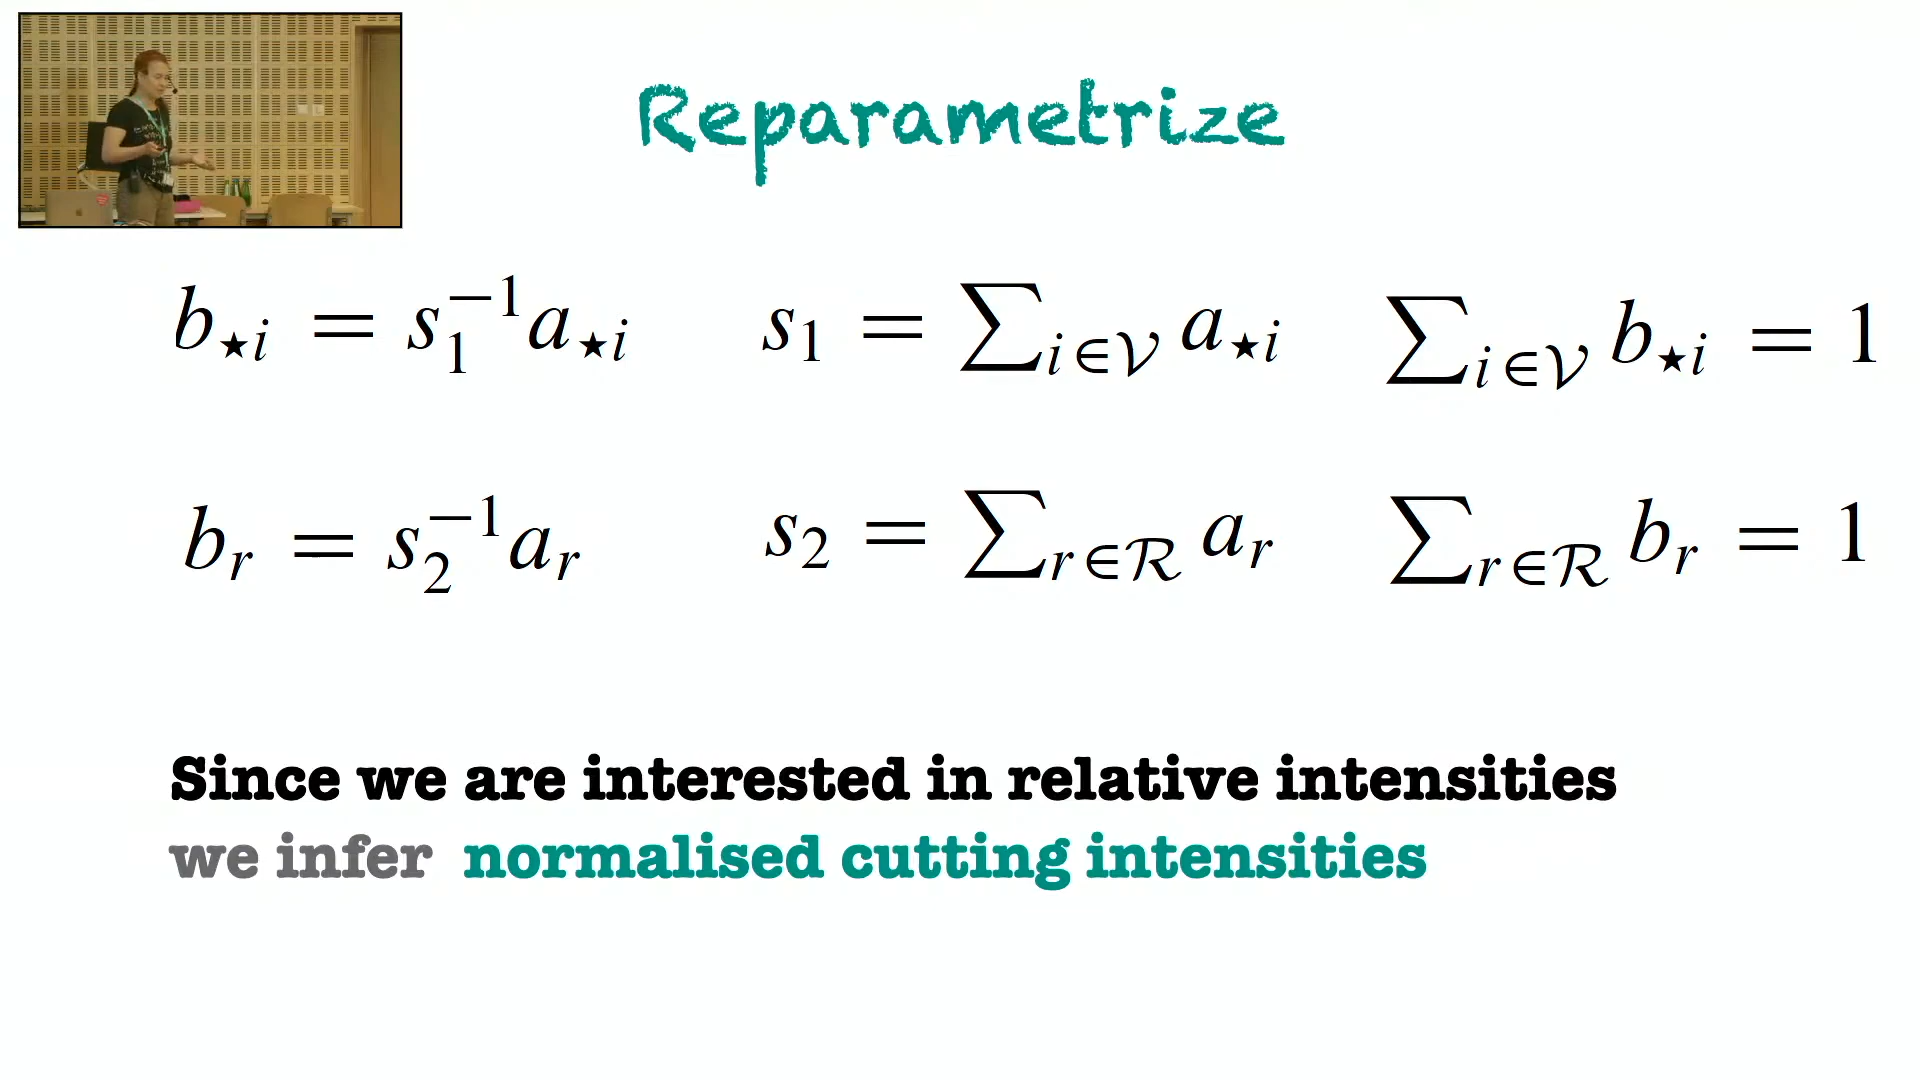 Reparametrize
b⋆i = s₁⁻¹a⋆i   s₁ = ∑i∈𝒱 a⋆i   ∑i∈𝒱 b⋆i = 1
bᵣ = s₂⁻¹aᵣ   s₂ = ∑r∈ℛ aᵣ   ∑r∈ℛ bᵣ = 1
Since we are interested in relative intensities
we infer normalised cutting intensities